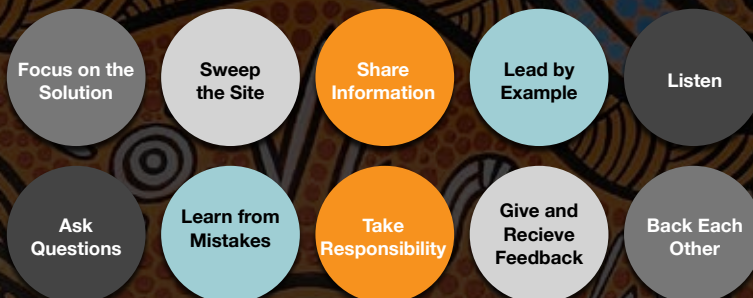 Focus on the
Solution
Sweep
the Site
Share
Information
Lead by
Example
Listen
Ask
Questions
Learn from
Mistakes
Take
Responsibility
Give and
Recieve
Feedback
Back Each
Other